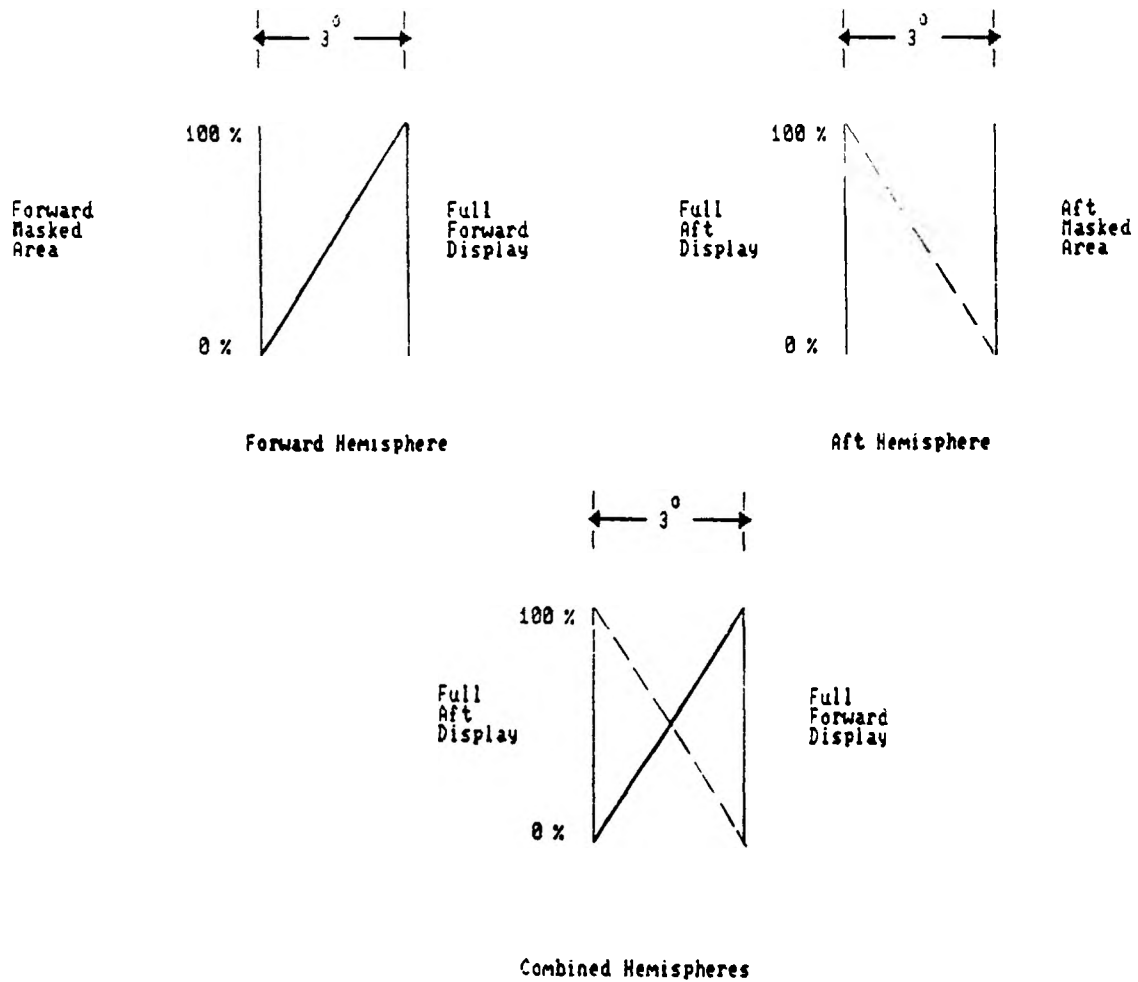 3°
3°
100 %
100 %
Forward
Masked
Area
Full
Forward
Display
Full
Aft
Display
Aft
Masked
Area
0 %
0 %
Forward Hemisphere
Aft Hemisphere
3°
100 %
Full
Aft
Display
Full
Forward
Display
0 %
Combined Hemispheres